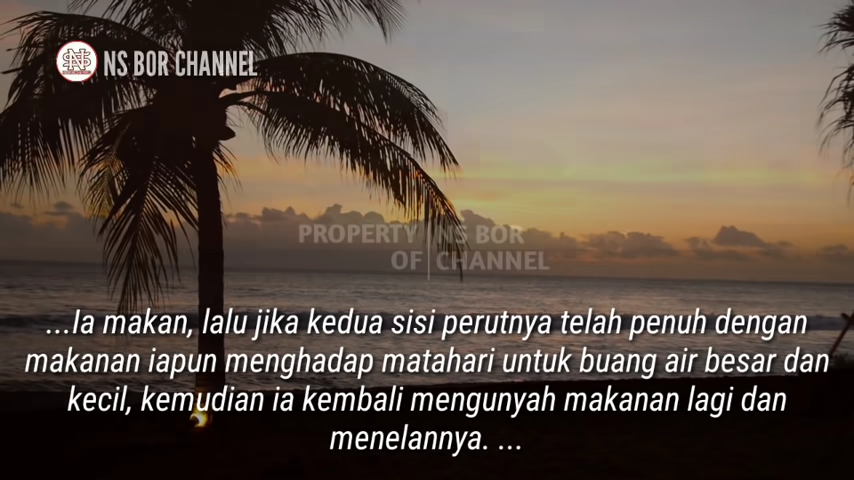 NS BOR CHANNEL
PROPERTY OF NS BOR CHANNEL
...Ia makan, lalu jika kedua sisi perutnya telah penuh dengan
makanan iapun menghadap matahari untuk buang air besar dan
kecil, kemudian ia kembali mengunyah makanan lagi dan
menelannya. ...